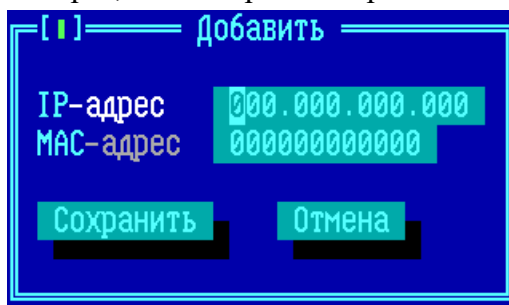 [ ] Добавить
IP-адрес 000.000.000.000
MAC-адрес 000000000000
Сохранить Отмена